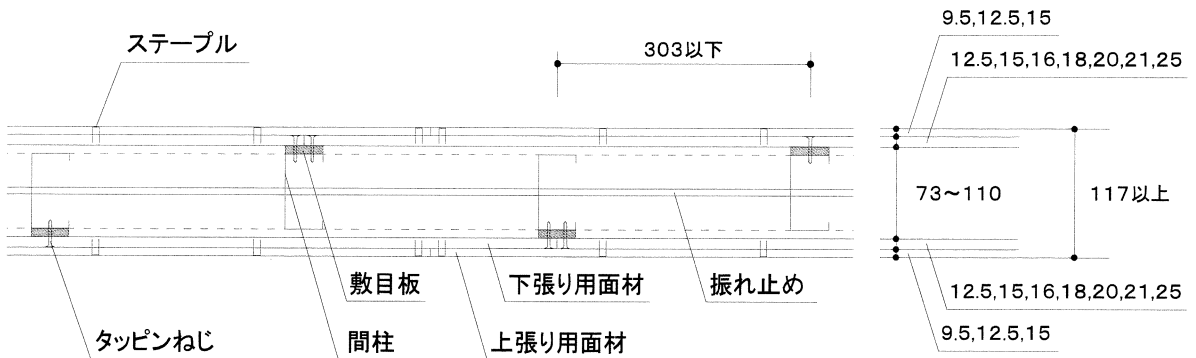 ステープル
303以下
9.5,12.5,15
12.5,15,16,18,20,21,25
73～110
117以上
敷目板
下張り用面材
振れ止め
12.5,15,16,18,20,21,25
タッピンねじ
間柱
上張り用面材
9.5,12.5,15